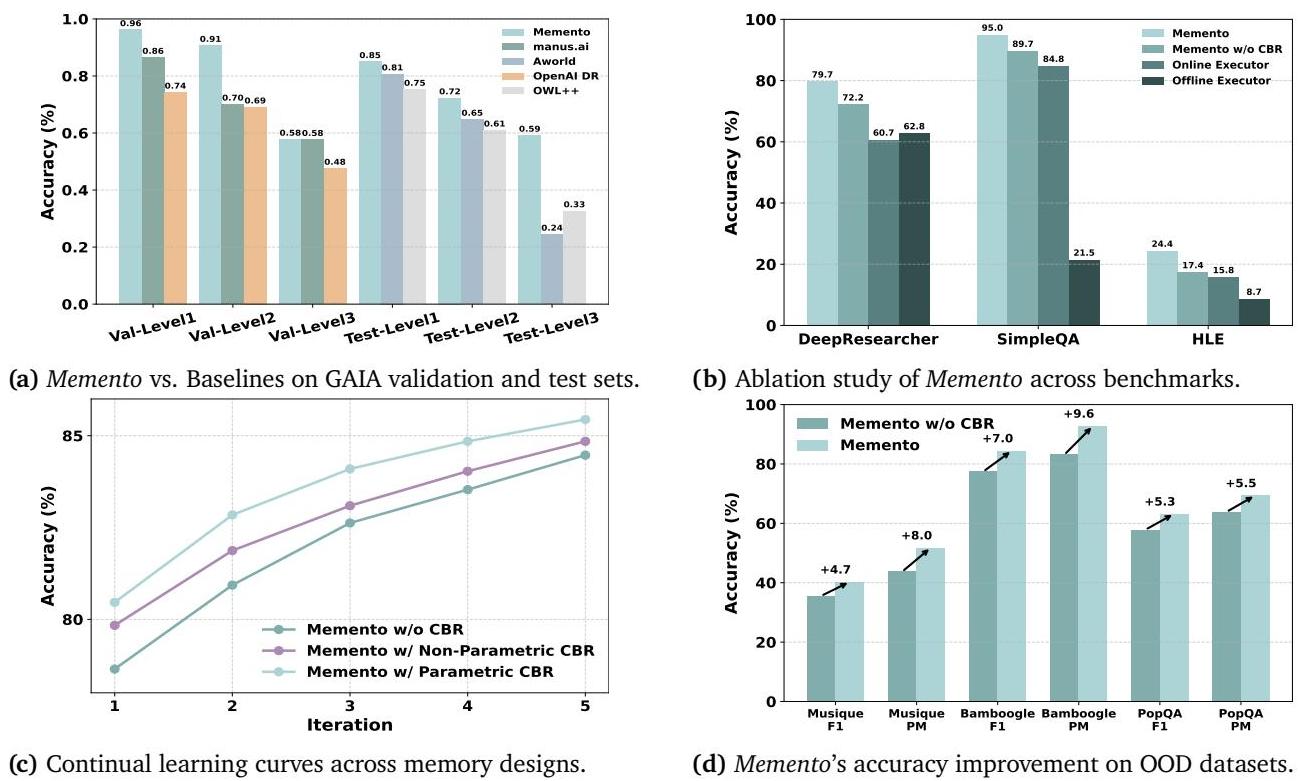 1.0
0.8
0.6
0.4
0.2
0.0
Accuracy (%)
0.96
0.86
0.74
0.91
0.70
0.69
0.58
0.58
0.48
0.85
0.81
0.75
0.72
0.65
0.61
0.59
0.24
0.33
Memento
manus.ai
Aworld
OpenAI DR
OWL++
Val-Level1
Val-Level2
Val-Level3
Test-Level1
Test-Level2
Test-Level3
(a) Memento vs. Baselines on GAIA validation and test sets.
100
80
60
40
20
0
Accuracy (%)
79.7
72.2
60.7
62.8
95.0
89.7
84.8
21.5
24.4
17.4
15.8
8.7
Memento
Memento w/o CBR
Online Executor
Offline Executor
DeepResearcher
SimpleQA
HLE
(b) Ablation study of Memento across benchmarks.
85
80
Accuracy (%)
Memento w/o CBR
Memento w/ Non-Parametric CBR
Memento w/ Parametric CBR
1
2
3
4
5
Iteration
(c) Continual learning curves across memory designs.
100
80
60
40
20
0
Accuracy (%)
Memento w/o CBR
Memento
+4.7
+8.0
+7.0
+9.6
+5.3
+5.5
Musique
F1
Musique
PM
Bamboogle
F1
Bamboogle
PM
PopQA
F1
PopQA
PM
(d) Memento's accuracy improvement on OOD datasets.